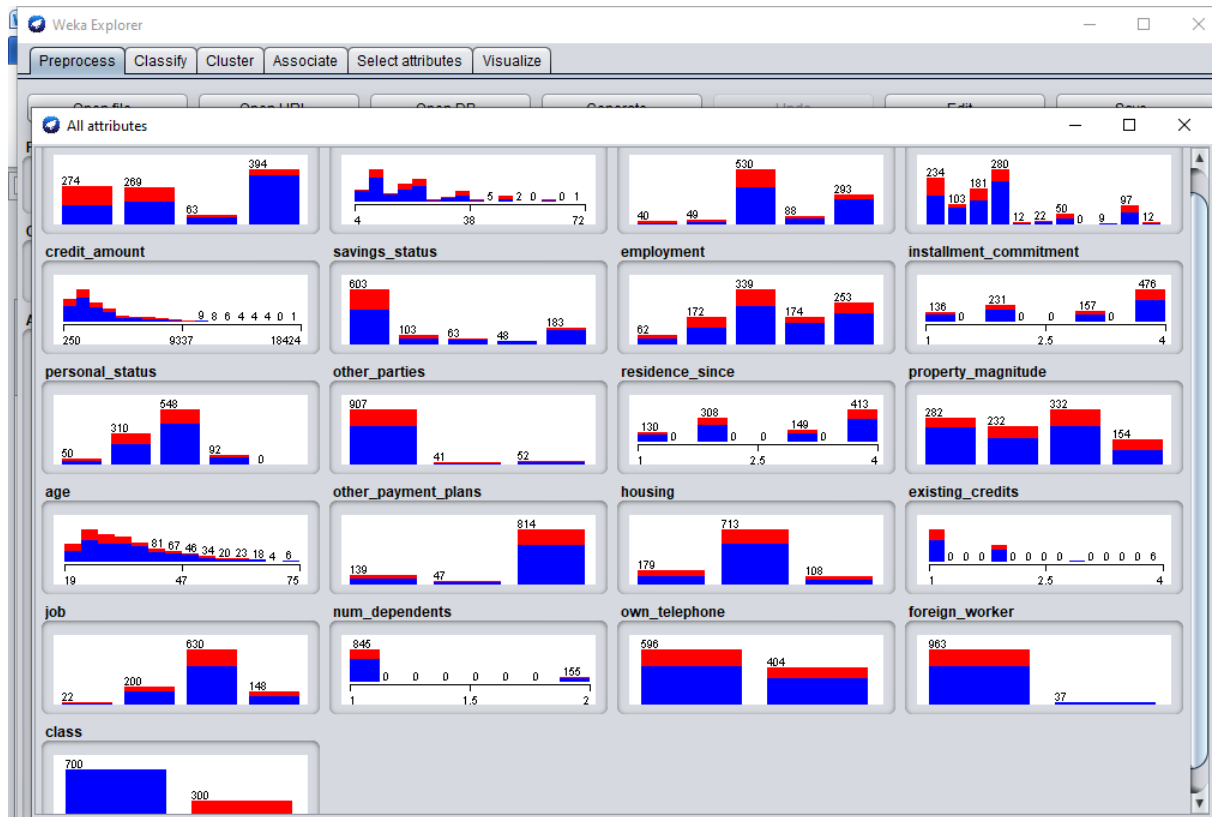 Weka Explorer
Preprocess Classify Cluster Associate Select attributes Visualize
All attributes
274 269 63 394
5 2 0 0 1
4 38 72
40 49 530 88 293
234 103 181 280 12 22 50 0 9 97 12
credit_amount
9 8 6 4 4 4 0 1
250 9337 18424
savings_status
603 103 63 48 183
employment
62 172 339 174 253
installment_commitment
136 0 231 0 0 157 0 476
1 2.5 4
personal_status
50 310 548 92 0
other_parties
907 41 52
residence_since
130 0 308 0 0 149 0 413
1 2.5 4
property_magnitude
282 232 332 154
age
81 67 46 34 20 23 18 4 6
19 47 75
other_payment_plans
139 47 814
housing
179 713 108
existing_credits
0 0 0 0 0 0 0 0 0 0 0 6
1 2.5 4
job
22 200 630 148
num_dependents
845 0 0 0 0 0 0 155
1 1.5 2
own_telephone
596 404
foreign_worker
963 37
class
700 300